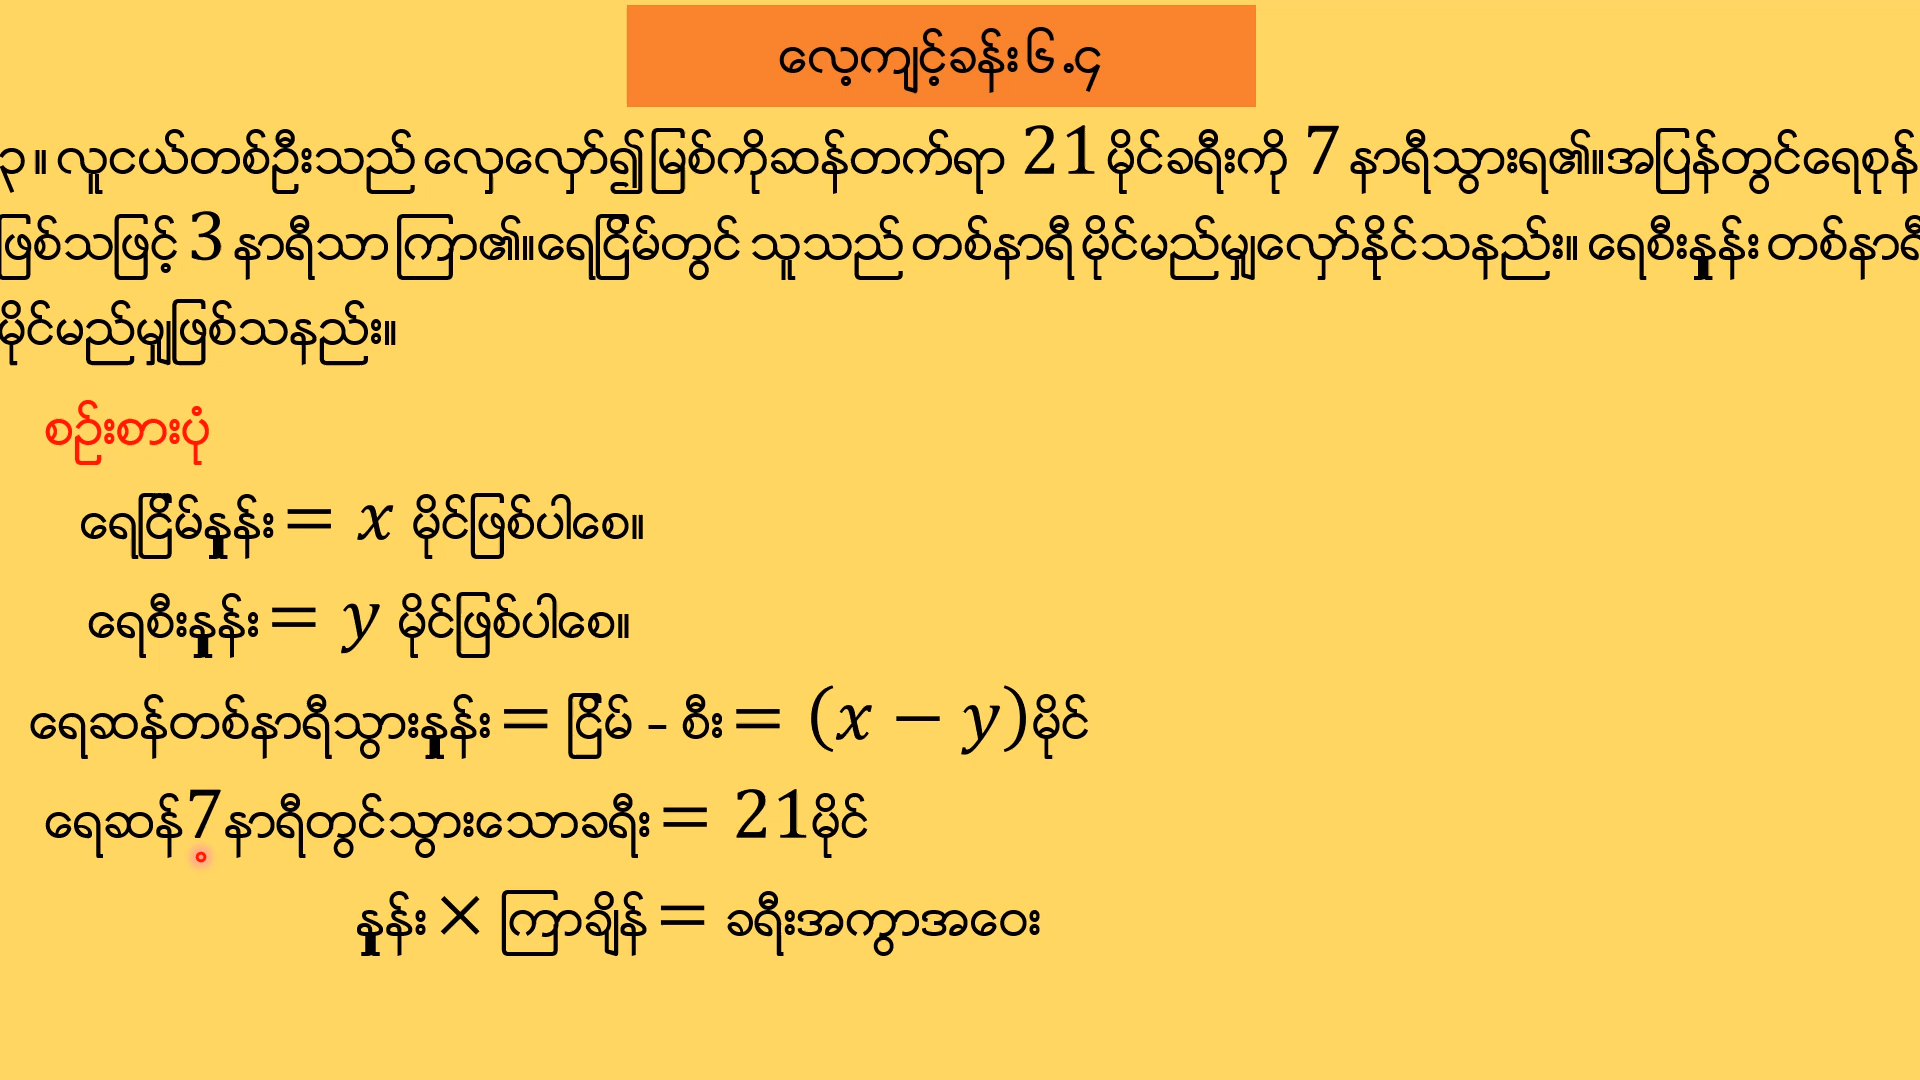 လေ့ကျင့်ခန်း ၆.၄
၃။ လူငယ်တစ်ဦးသည် လှေလှော်၍ မြစ်ကိုဆန်တက်ရာ 21 မိုင်ခရီးကို 7 နာရီသွားရ၏။အပြန်တွင်ရေစုန်
ဖြစ်သဖြင့် 3 နာရီသာ ကြာ၏။ရေငြိမ်တွင် သူသည် တစ်နာရီ မိုင်မည်မျှလှော်နိုင်သနည်း။ ရေစီးနှုန်း တစ်နာရီ
မိုင်မည်မျှဖြစ်သနည်း။
စဉ်းစားပုံ
ရေငြိမ်နှုန်း = x မိုင်ဖြစ်ပါစေ။
ရေစီးနှုန်း = y မိုင်ဖြစ်ပါစေ။
ရေဆန်တစ်နာရီသွားနှုန်း = ငြိမ် - စီး = (x − y)မိုင်
ရေဆန် 7 နာရီတွင်သွားသောခရီး = 21မိုင်
နှုန်း × ကြာချိန် = ခရီးအကွာအဝေး